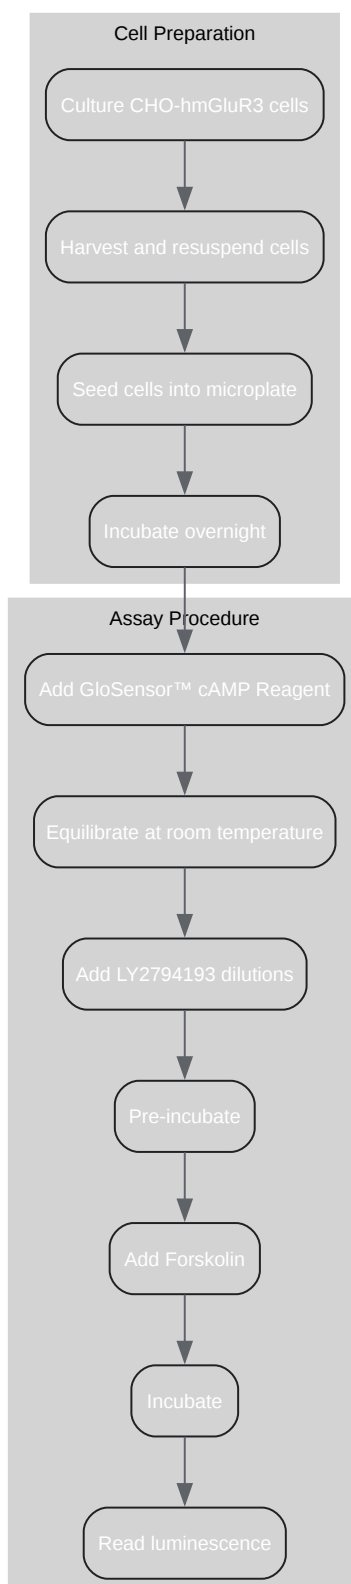 Cell Preparation
Culture CHO-hmGluR3 cells
Harvest and resuspend cells
Seed cells into microplate
Incubate overnight
Assay Procedure
Add GloSensor™ cAMP Reagent
Equilibrate at room temperature
Add LY2794193 dilutions
Pre-incubate
Add Forskolin
Incubate
Read luminescence